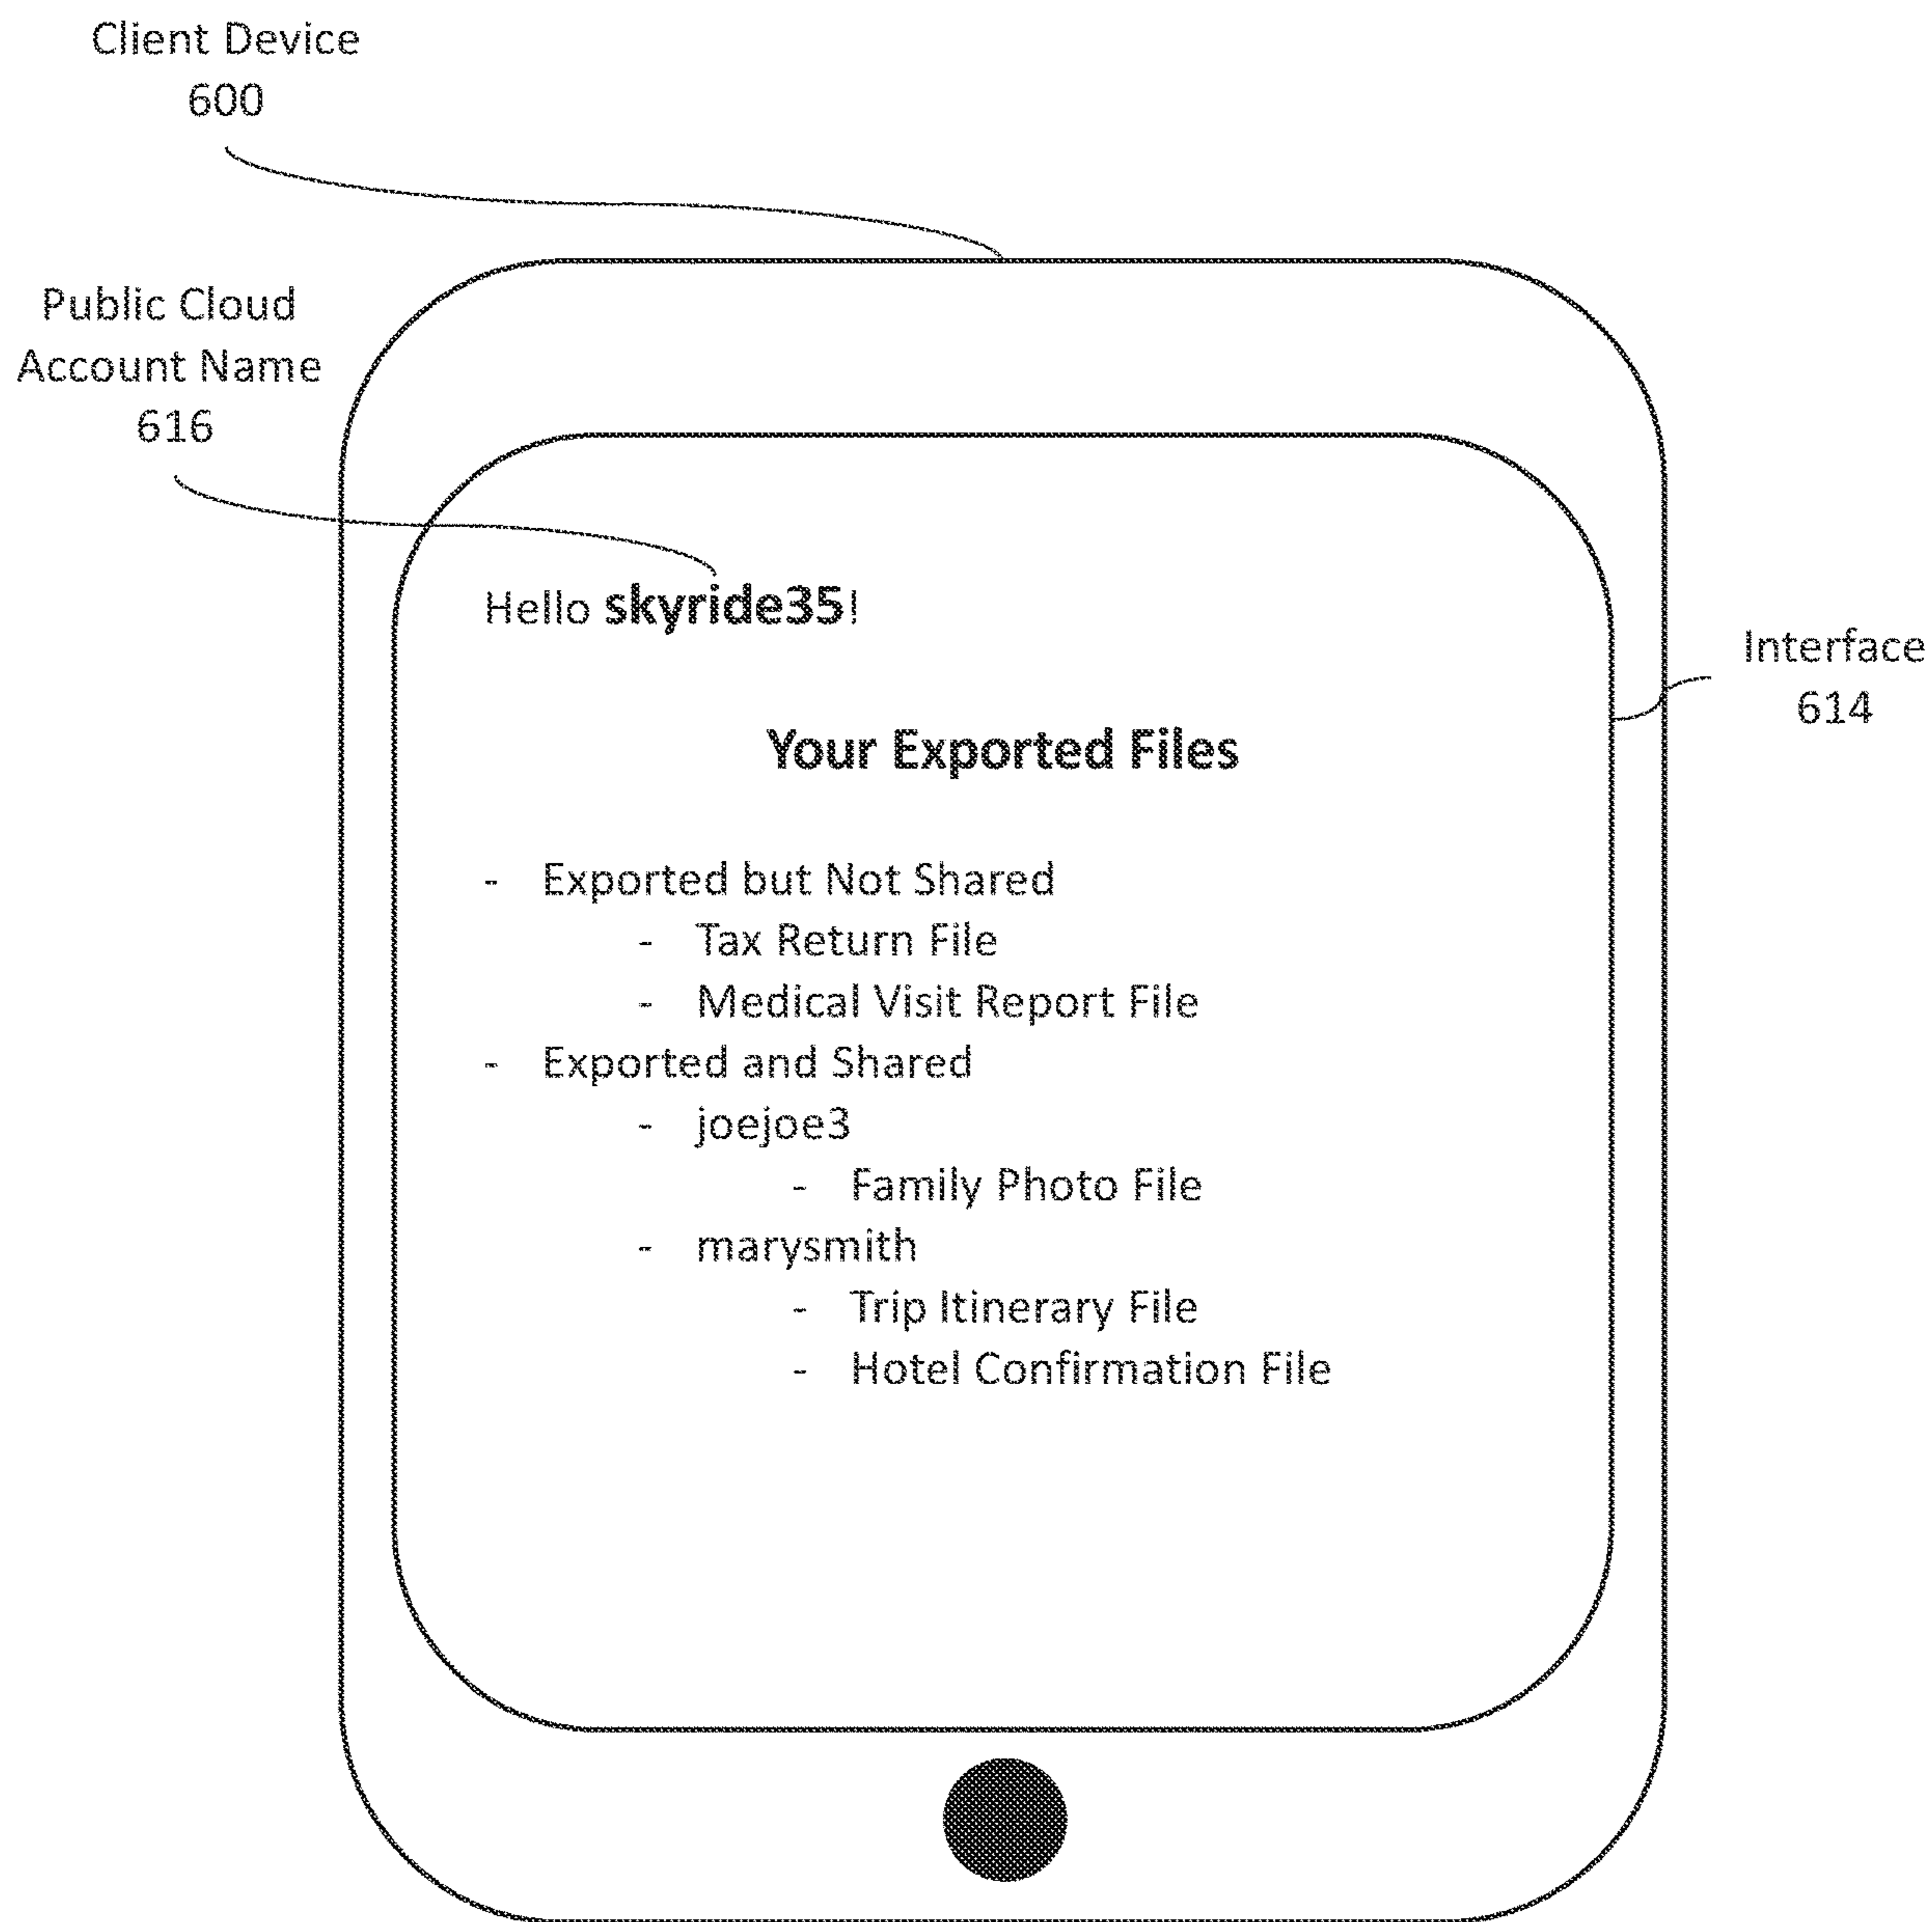 Client Device
600
Public Cloud
Account Name
616
Hello skyride35!
Interface
614
Your Exported Files
- Exported but Not Shared
- Tax Return File
- Medical Visit Report File
- Exported and Shared
- joejoe3
- Family Photo File
- marysmith
- Trip Itinerary File
- Hotel Confirmation File